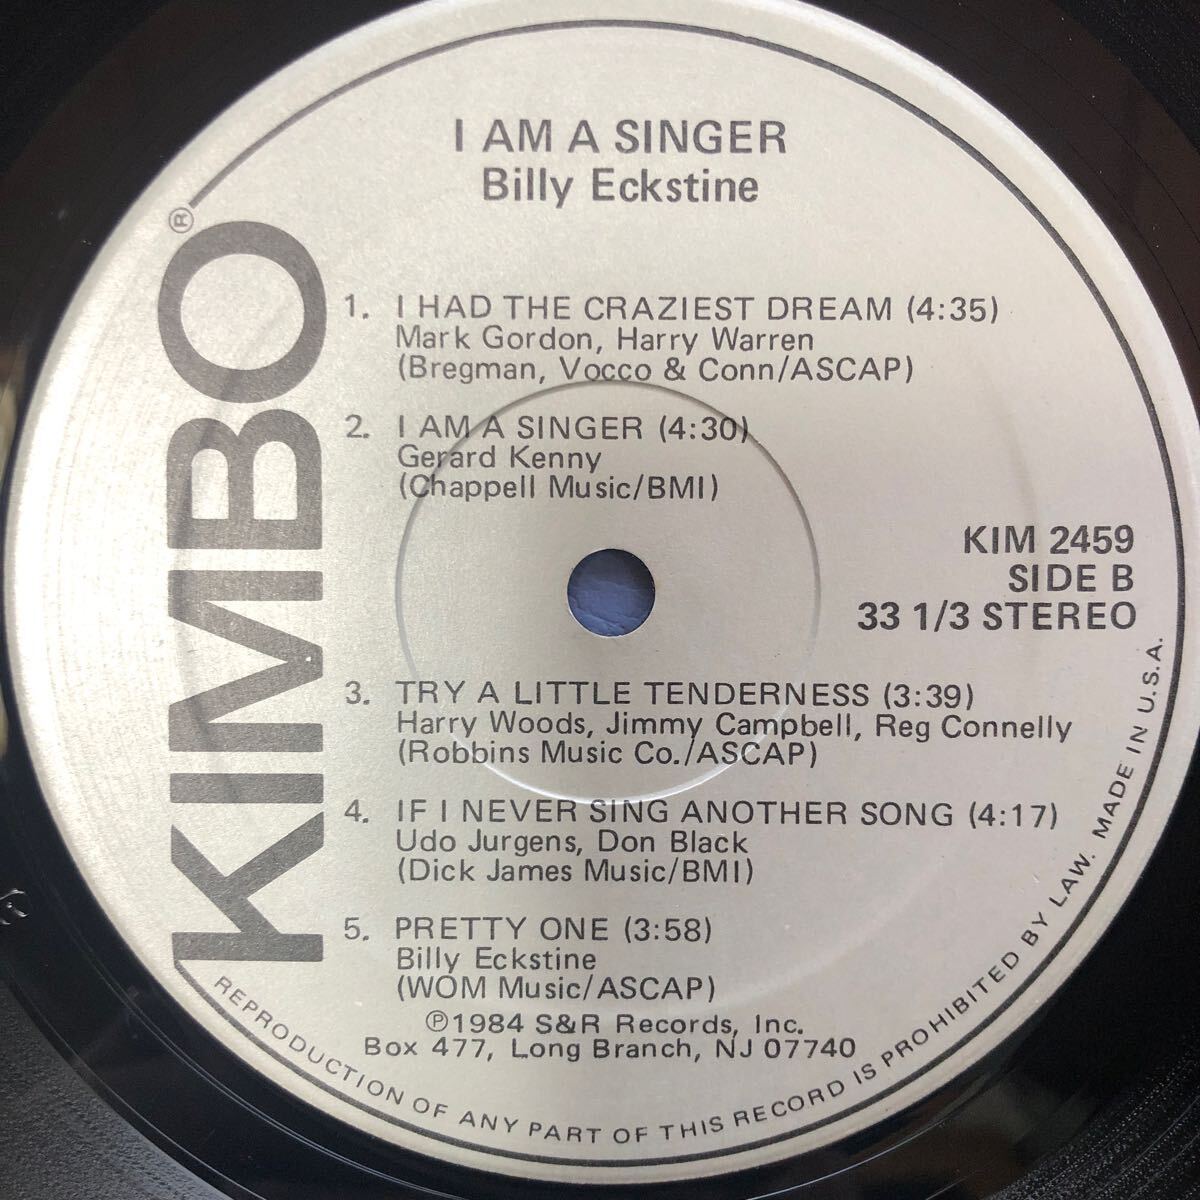 I AM A SINGER
Billy Eckstine
KIMBO®
1. I HAD THE CRAZIEST DREAM (4:35)
Mark Gordon, Harry Warren
(Bregman, Vocco & Conn/ASCAP)
2. I AM A SINGER (4:30)
Gerard Kenny
(Chappell Music/BMI)
KIM 2459
SIDE B
33 1/3 STEREO
3. TRY A LITTLE TENDERNESS (3:39)
Harry Woods, Jimmy Campbell, Reg Connelly
(Robbins Music Co./ASCAP)
4. IF I NEVER SING ANOTHER SONG (4:17)
Udo Jurgens, Don Black
(Dick James Music/BMI)
5. PRETTY ONE (3:58)
Billy Eckstine
(WOM Music/ASCAP)
℗1984 S&R Records, Inc.
Box 477, Long Branch, NJ 07740
REPRODUCTION OF ANY PART OF THIS RECORD IS PROHIBITED BY LAW. MADE IN U.S.A.